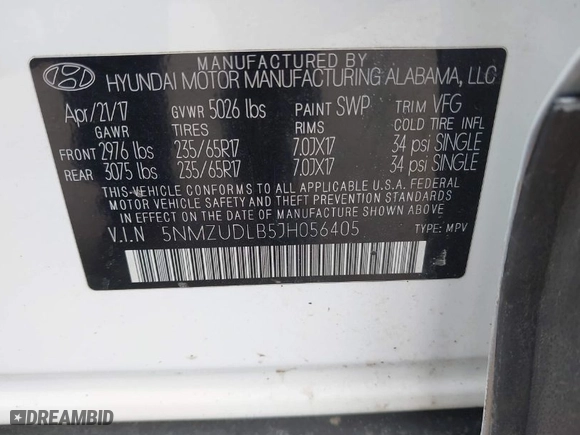 MANUFACTURED BY
HYUNDAI MOTOR MANUFACTURING ALABAMA, LLC
Apr/21/17 GVWR 5026 lbs PAINT SWP TRIM VFG
GAWR TIRES RIMS COLD TIRE INFL
FRONT 2976 lbs 235/65R17 7.0JX17 34 psi SINGLE
REAR 3075 lbs 235/65R17 7.0JX17 34 psi SINGLE
THIS VEHICLE CONFORMS TO ALL APPLICABLE U.S.A. FEDERAL
MOTOR VEHICLE SAFETY AND THEFT PREVENTION STANDARDS
IN EFFECT ON THE DATE OF MANUFACTURE SHOWN ABOVE.
V.I.N 5NMZUDLB5JH056405 TYPE: MPV
DREAMBID